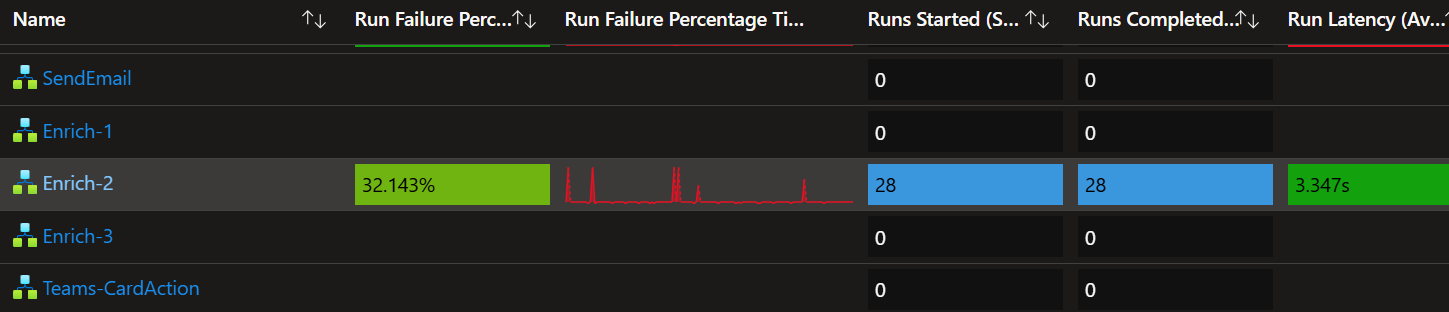 Name Run Failure Perc... Run Failure Percentage Ti... Runs Started (S... Runs Completed... Run Latency (Av...
SendEmail 0 0
Enrich-1 0 0
Enrich-2 32.143% 28 28 3.347s
Enrich-3 0 0
Teams-CardAction 0 0